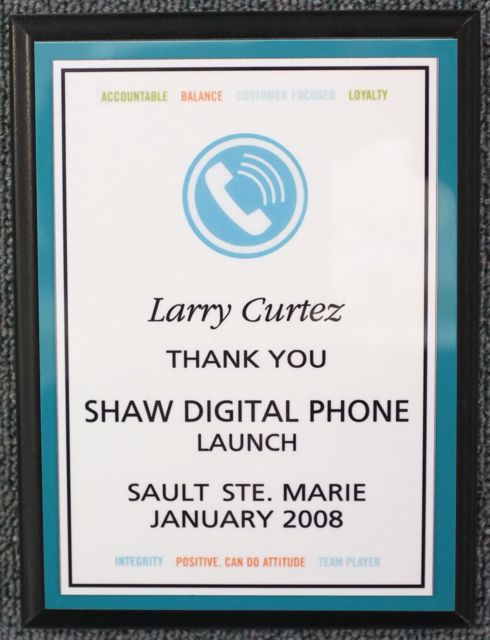 ACCOUNTABLE BALANCE CUSTOMER FOCUSED LOYALTY
Larry Curtez
THANK YOU
SHAW DIGITAL PHONE
LAUNCH
SAULT STE. MARIE
JANUARY 2008
INTEGRITY POSITIVE, CAN DO ATTITUDE TEAM PLAYER